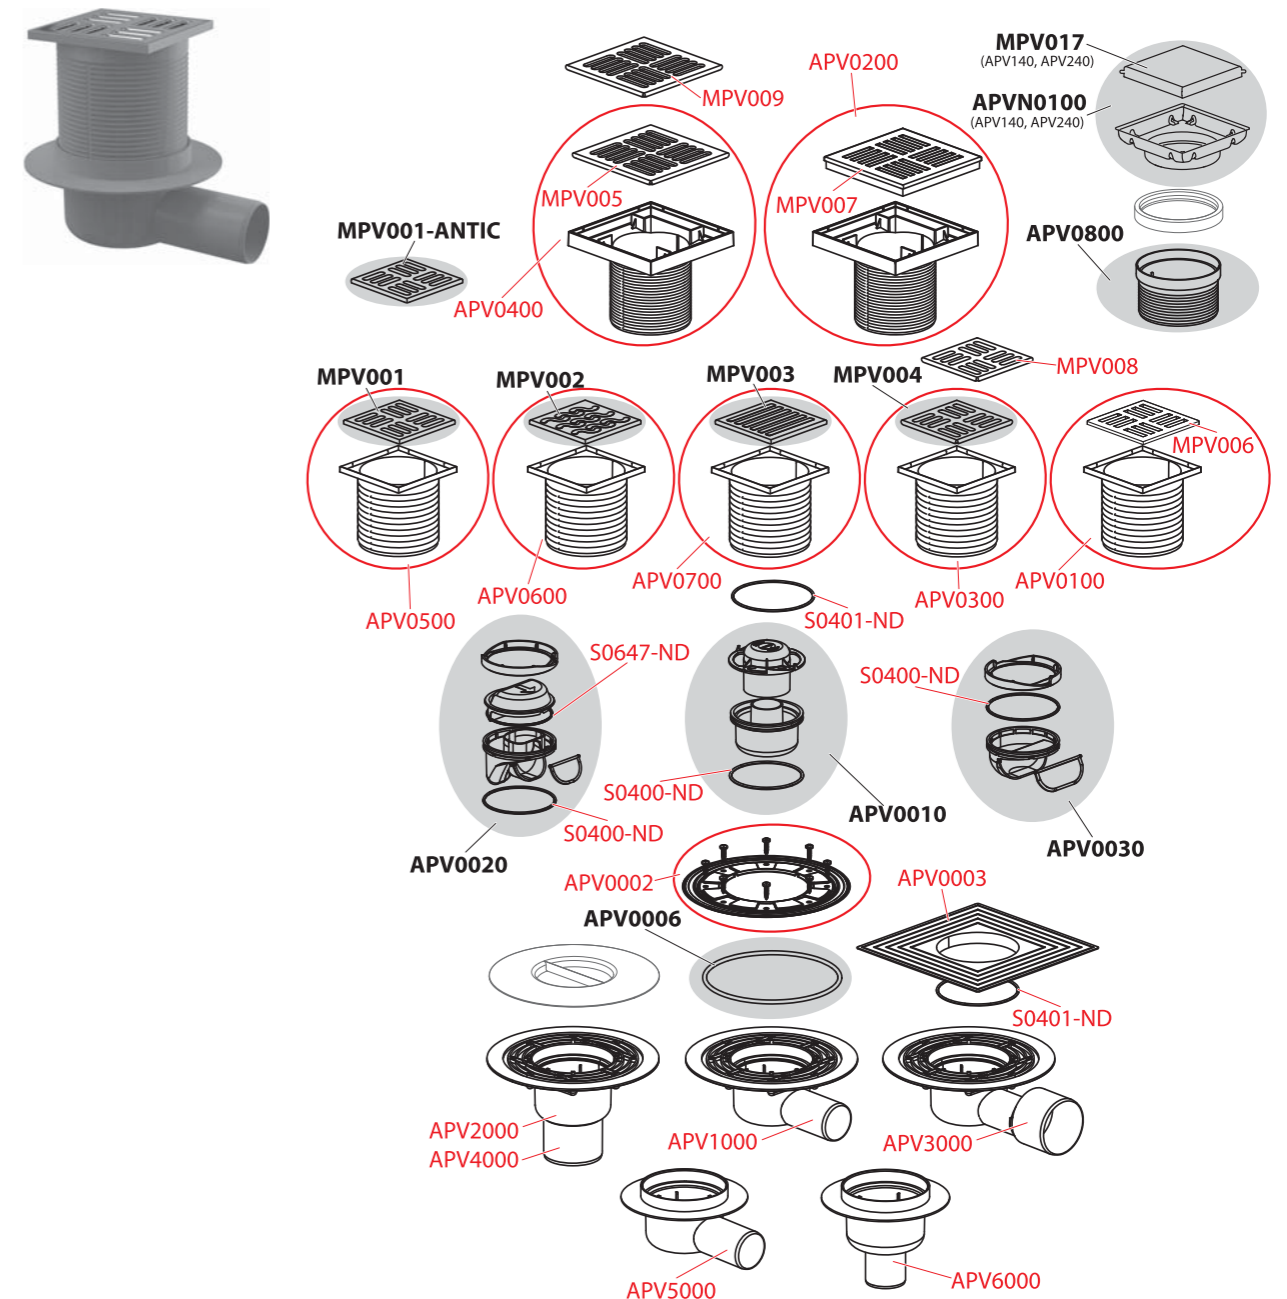 MPV017
(APV140, APV240)
APV0200
MPV009
APVN0100
(APV140, APV240)
MPV005
MPV007
MPV001-ANTIC
APV0800
APV0400
MPV008
MPV001
MPV002
MPV003
MPV004
MPV006
APV0500
APV0600
APV0700
APV0300
APV0100
S0401-ND
S0647-ND
S0400-ND
S0400-ND
S0400-ND
APV0010
APV0020
APV0030
APV0002
APV0003
APV0006
S0401-ND
APV2000
APV4000
APV1000
APV3000
APV5000
APV6000